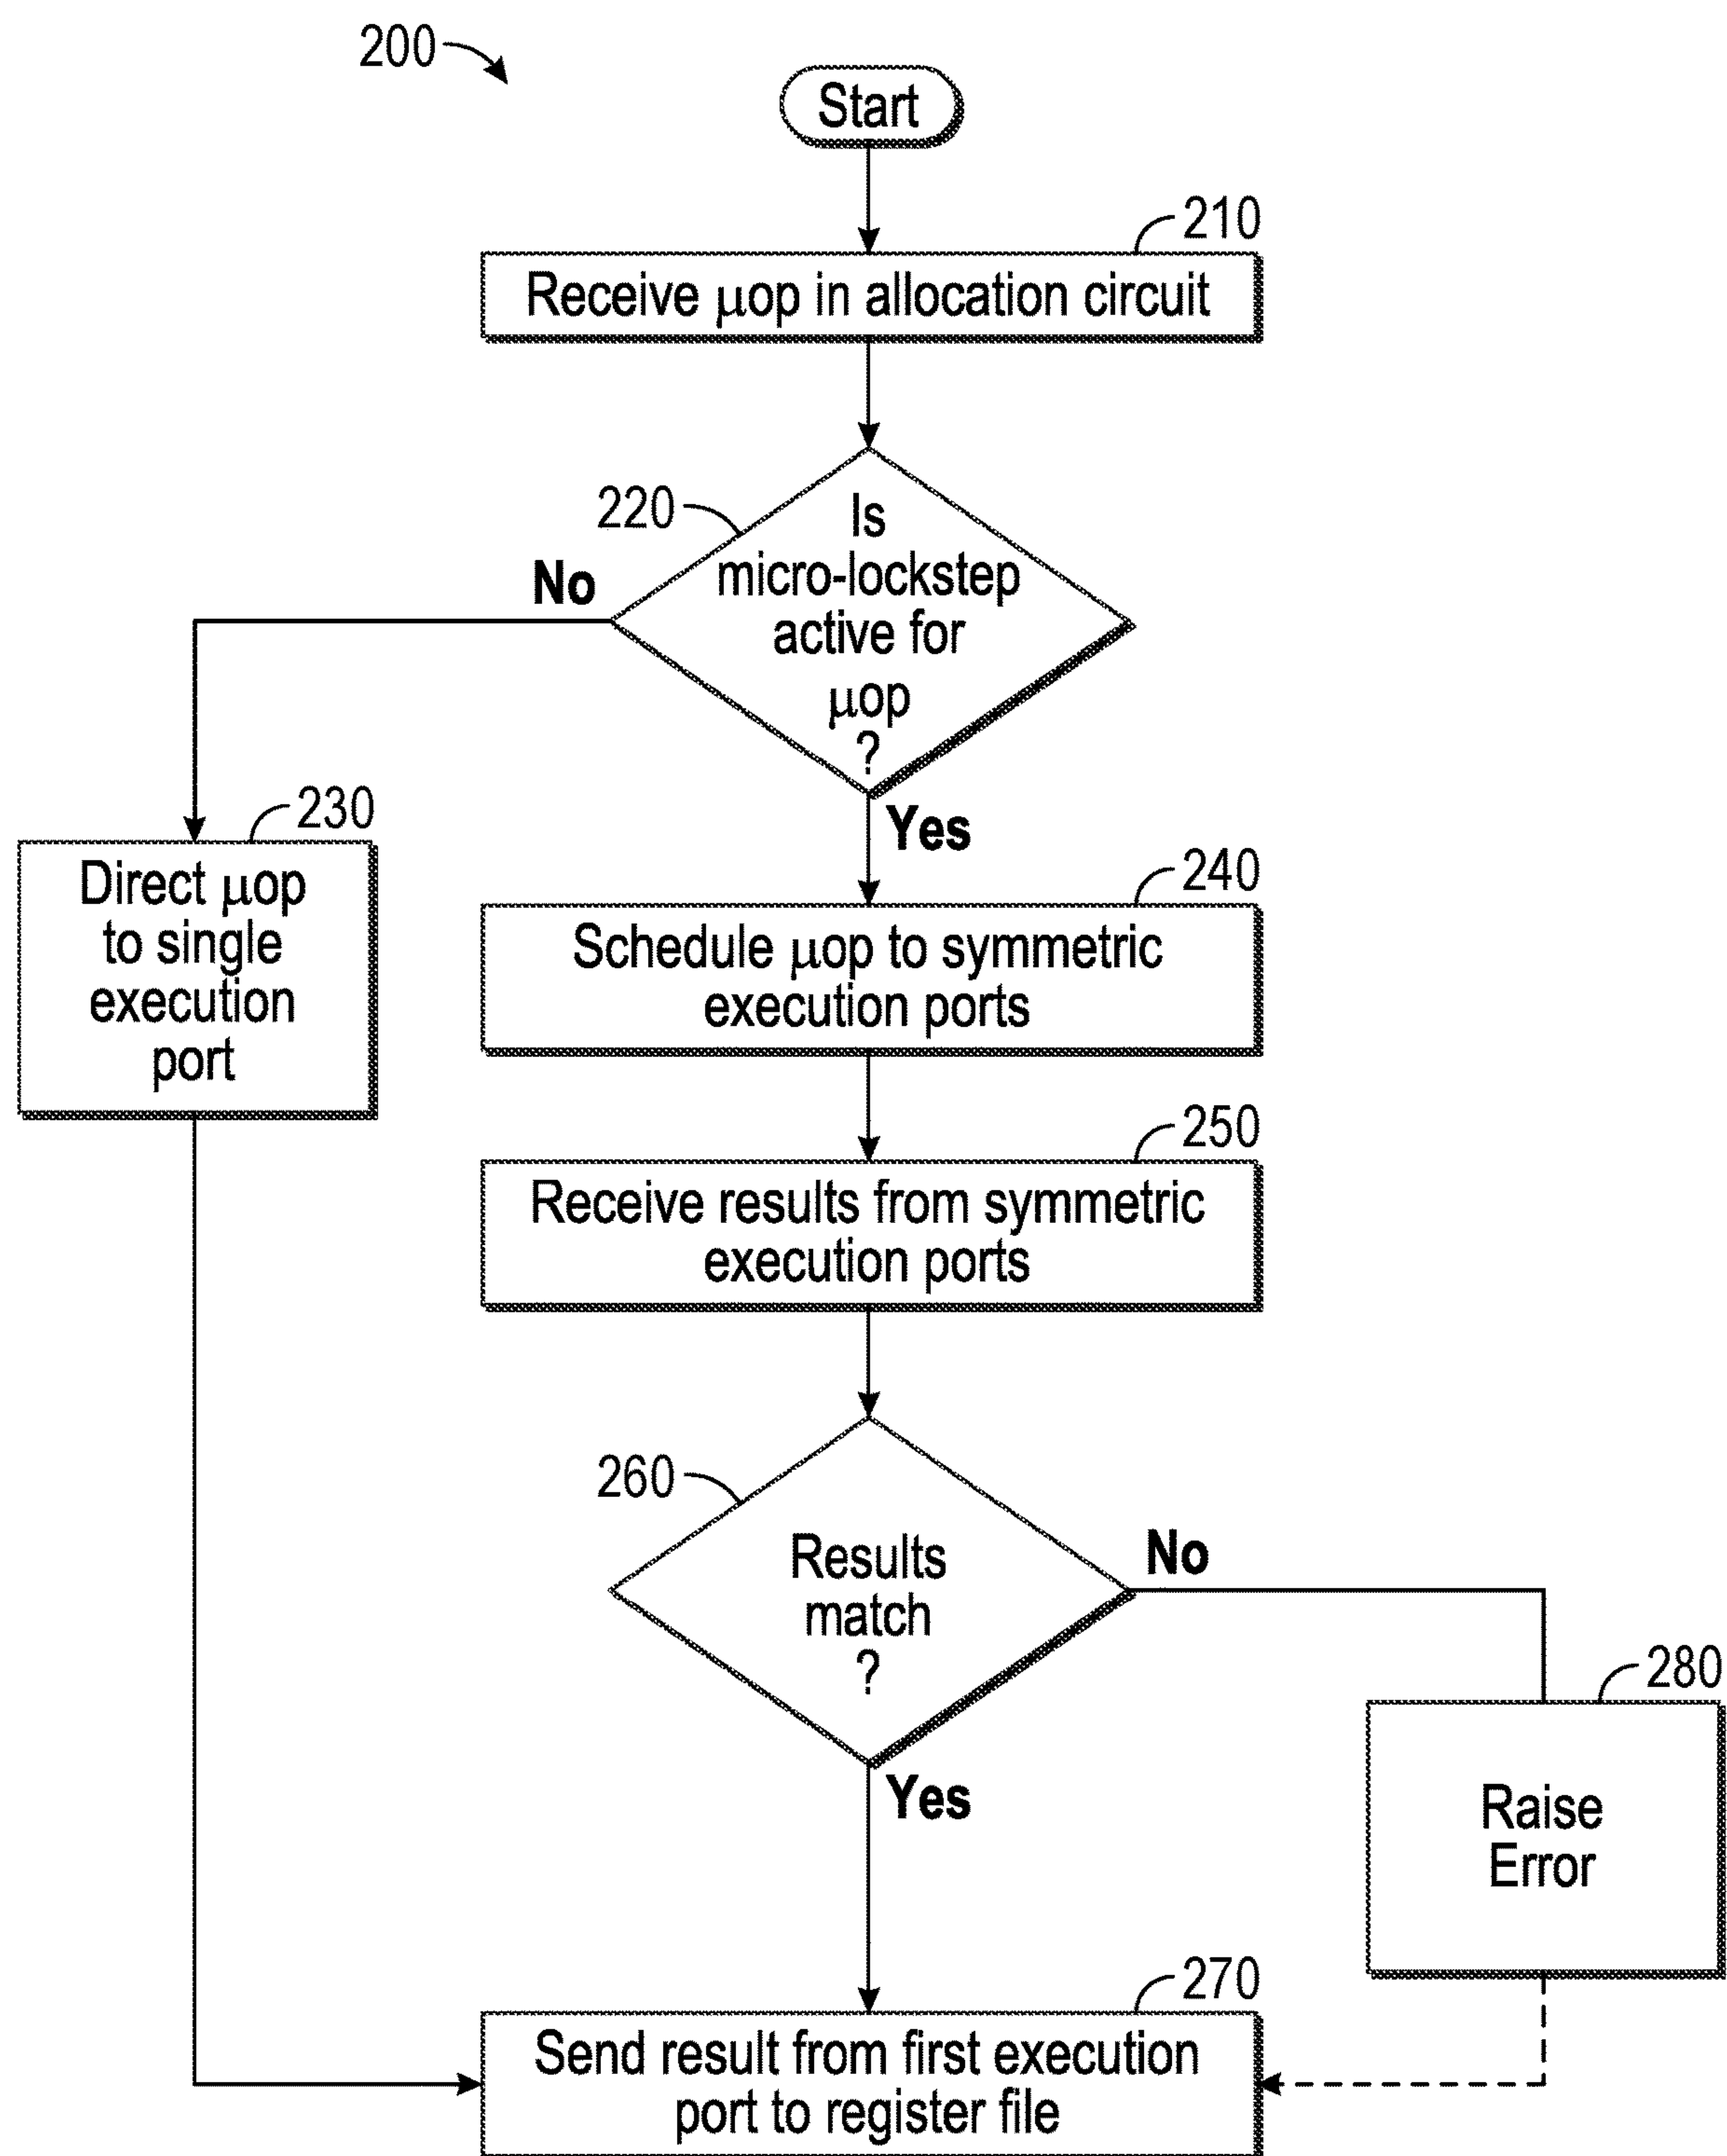 200
Start
210
Receive μop in allocation circuit
220
Is
micro-lockstep
active for
μop
?
No
Yes
230
Direct μop
to single
execution
port
240
Schedule μop to symmetric
execution ports
250
Receive results from symmetric
execution ports
260
Results
match
?
No
Yes
280
Raise
Error
270
Send result from first execution
port to register file